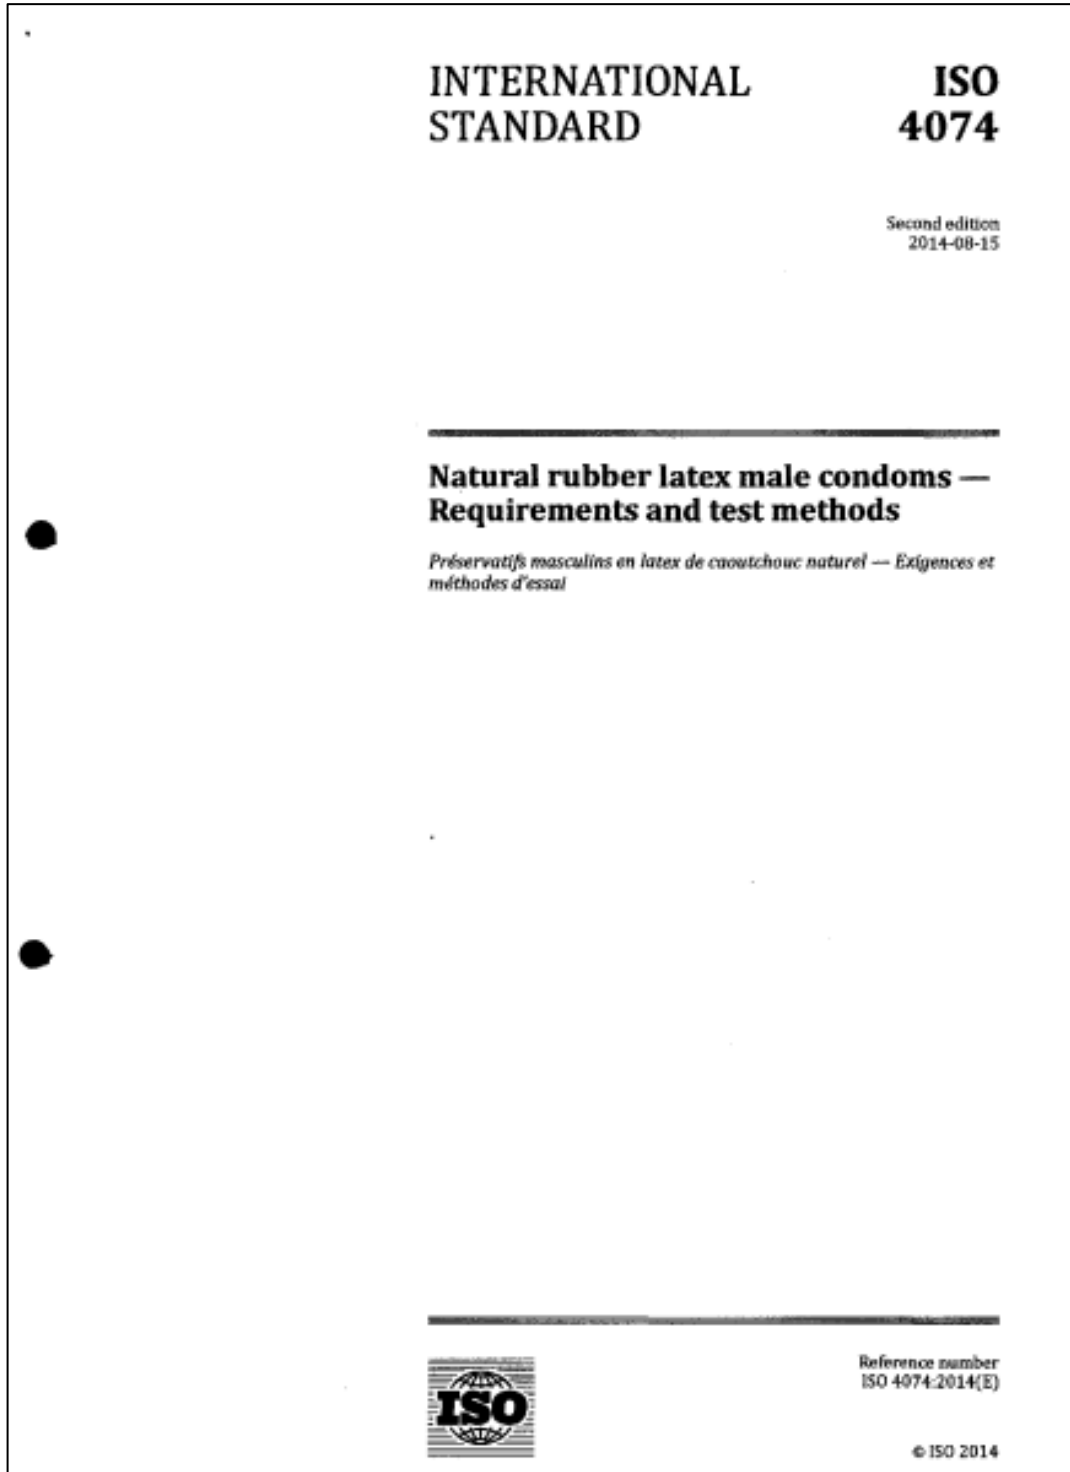 INTERNATIONAL STANDARD
ISO 4074
Second edition
2014-08-15
Natural rubber latex male condoms —
Requirements and test methods
Préservatifs masculins en latex de caoutchouc naturel — Exigences et
méthodes d'essai
ISO
Reference number
ISO 4074:2014(E)
© ISO 2014